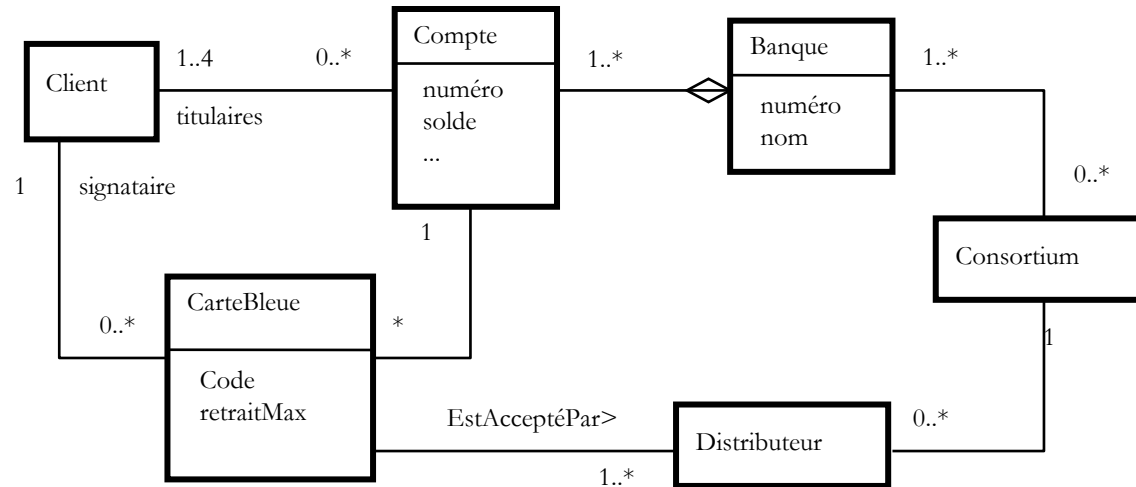 Client
1..4
titulaires
0..*
Compte
numéro
solde
...
1..*
Banque
numéro
nom
1..*
0..*
Consortium
1
signataire
0..*
CarteBleue
Code
retraitMax
1
*
EstAcceptéPar>
1..*
Distributeur
0..*
1